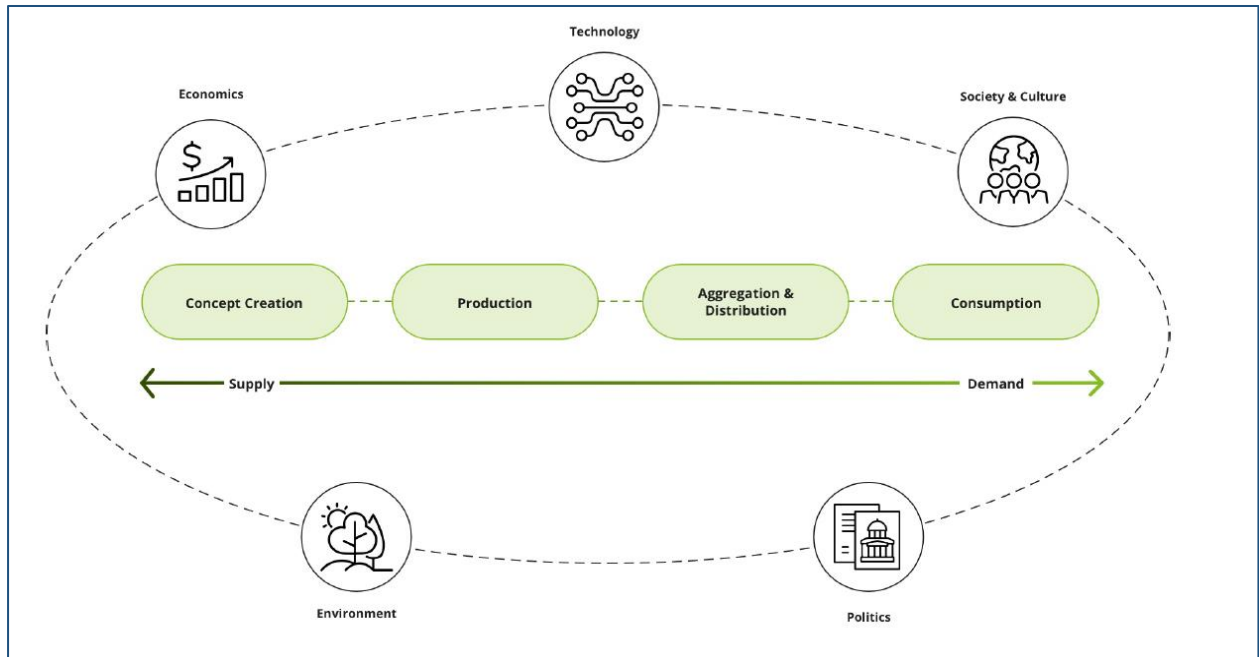 Technology
Economics
Society & Culture
$
Concept Creation
Production
Aggregation &
Distribution
Consumption
Supply
Demand
Environment
Politics